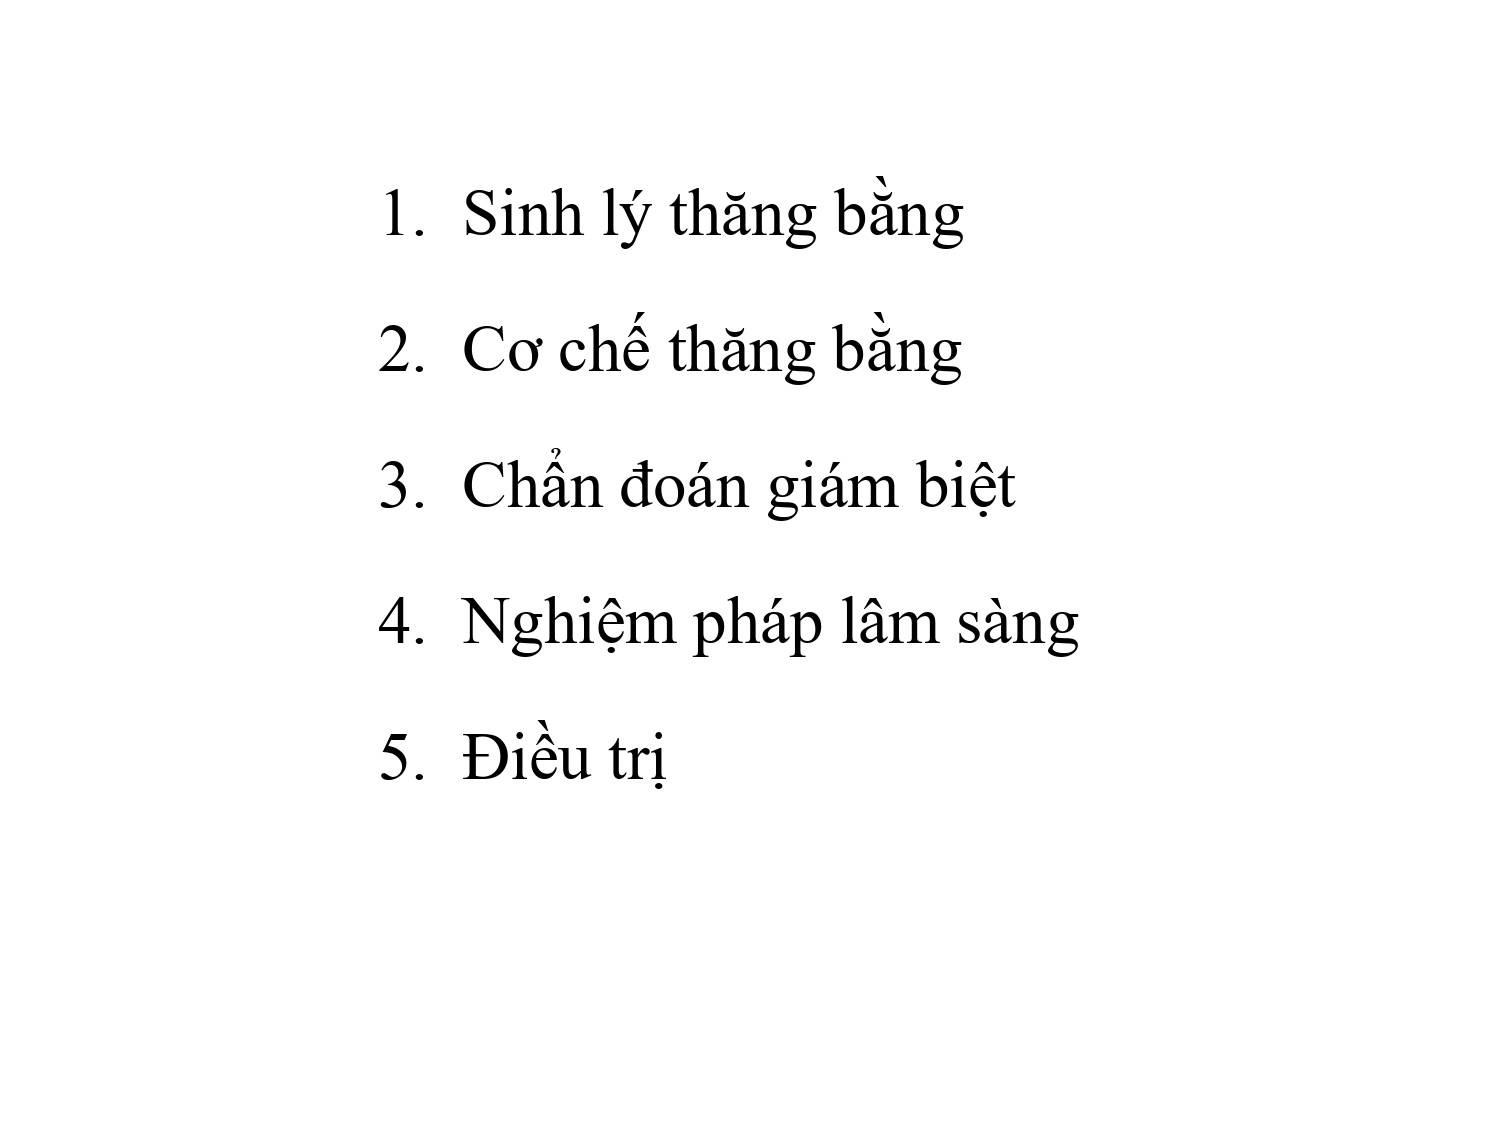 1. Sinh lý thăng bằng
2. Cơ chế thăng bằng
3. Chẩn đoán giám biệt
4. Nghiệm pháp lâm sàng
5. Điều trị